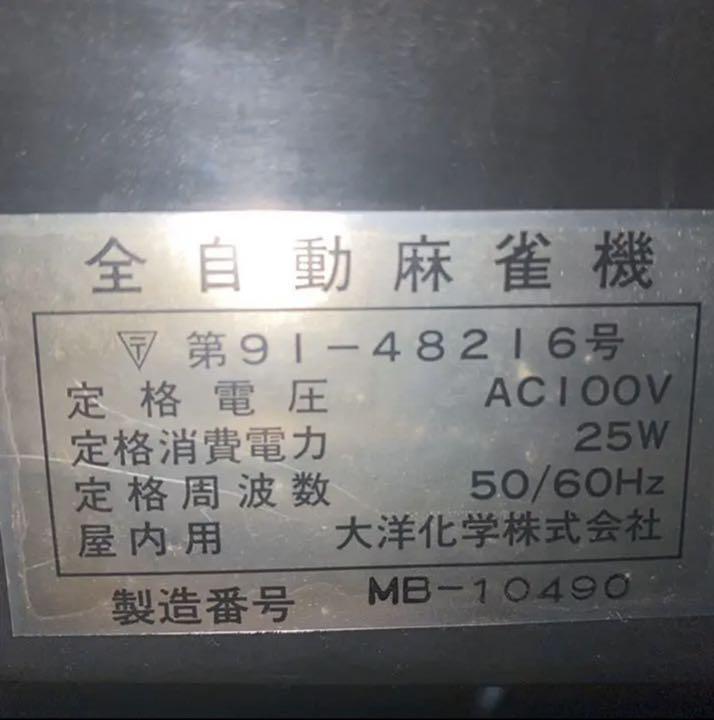 全自動麻雀機
〒 第91-48216号
定格電圧 AC100V
定格消費電力 25W
定格周波数 50/60Hz
屋内用 大洋化学株式会社
製造番号 MB-10490